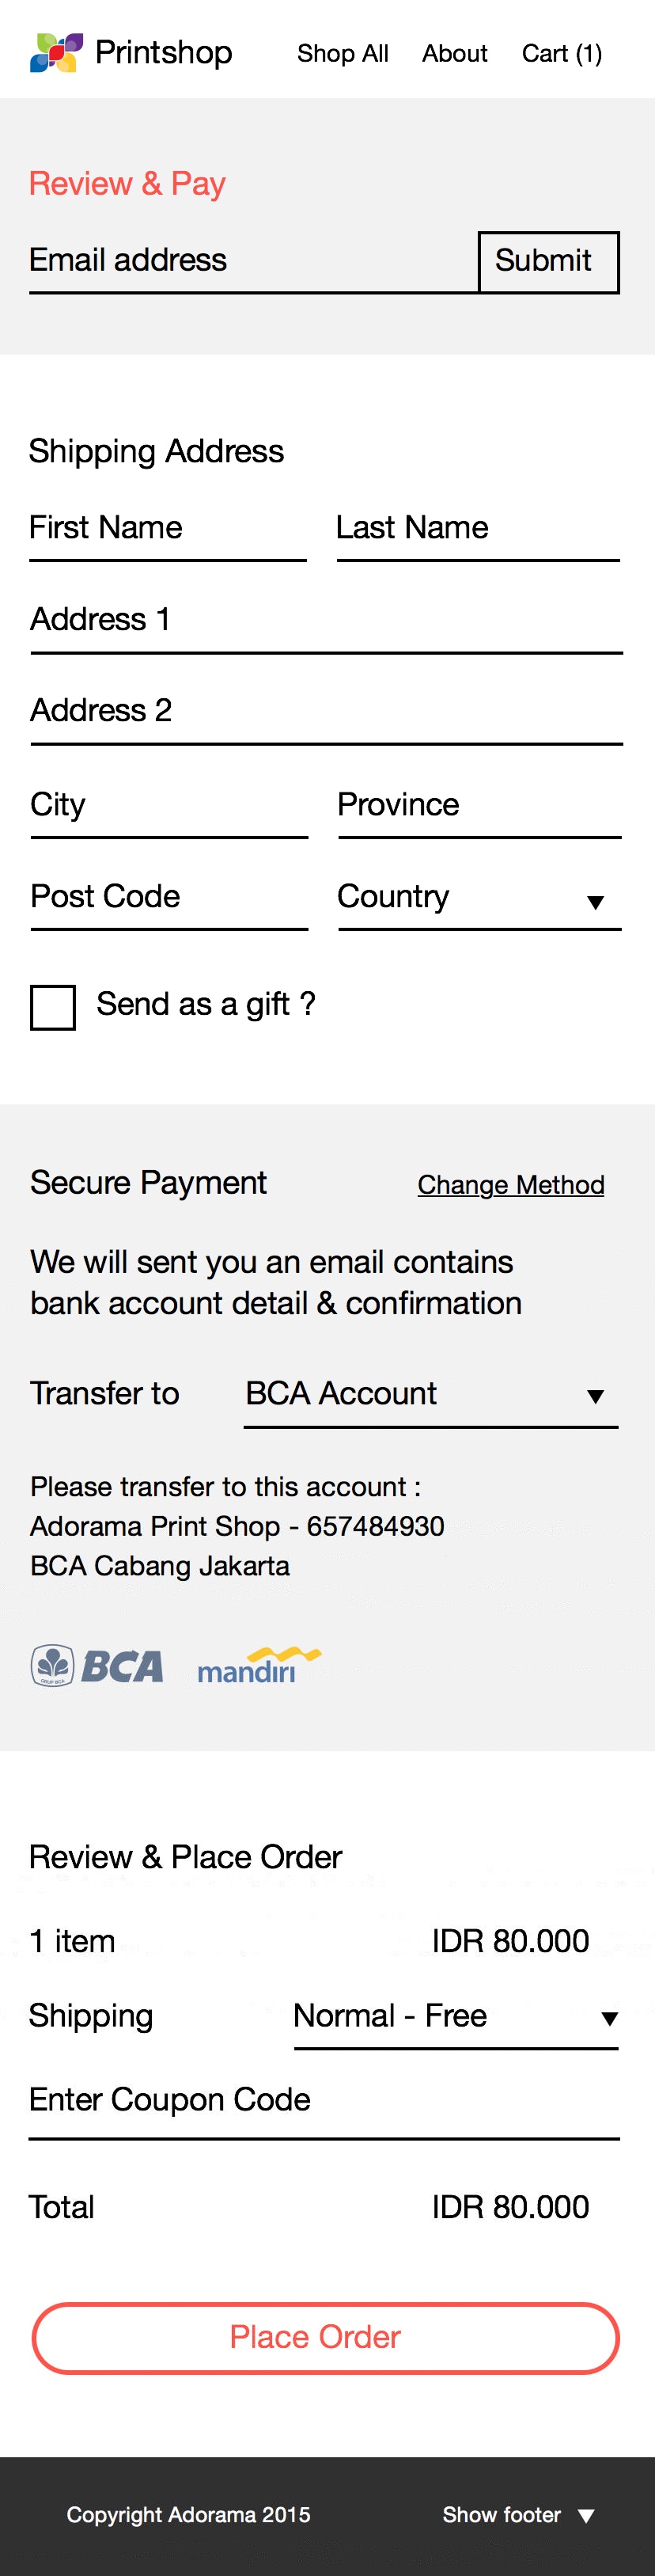 Printshop
Shop All
About
Cart (1)
Review & Pay
Email address
Submit
Shipping Address
First Name
Last Name
Address 1
Address 2
City
Province
Post Code
Country
Send as a gift ?
Secure Payment
Change Method
We will sent you an email contains
bank account detail & confirmation
Transfer to
BCA Account
Please transfer to this account :
Adorama Print Shop - 657484930
BCA Cabang Jakarta
GRUP BCA
BCA
mandiri
Review & Place Order
1 item
IDR 80.000
Shipping
Normal - Free
Enter Coupon Code
Total
IDR 80.000
Place Order
Copyright Adorama 2015
Show footer